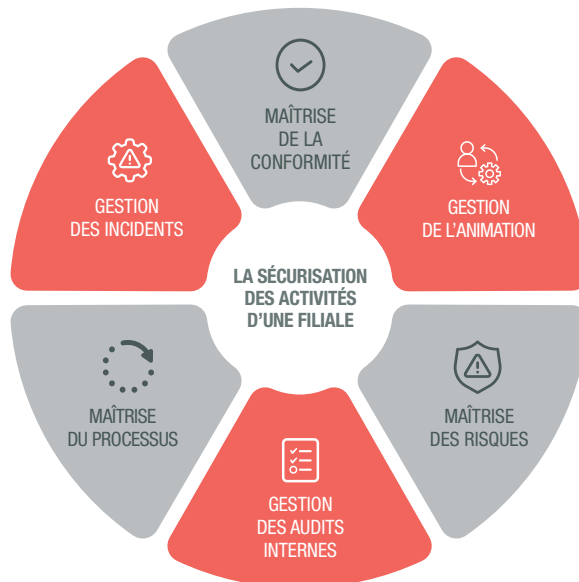 MAÎTRISE
DE LA
CONFORMITÉ
GESTION
DE L'ANIMATION
MAÎTRISE
DES RISQUES
GESTION
DES AUDITS
INTERNES
MAÎTRISE
DU PROCESSUS
GESTION
DES INCIDENTS
LA SÉCURISATION
DES ACTIVITÉS
D'UNE FILIALE